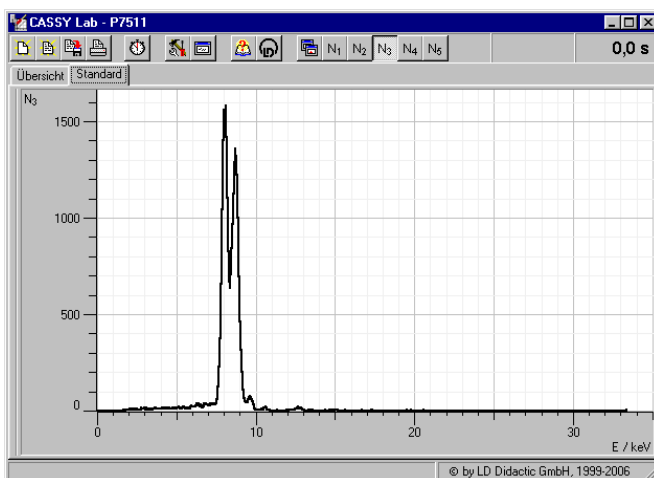 CASSY Lab - P7511
N₁ N₂ N₃ N₄ N₅ 0,0 s
Übersicht Standard
N₃
1500
1000
500
0
0 10 20 30
E / keV
© by LD Didactic GmbH, 1999-2006